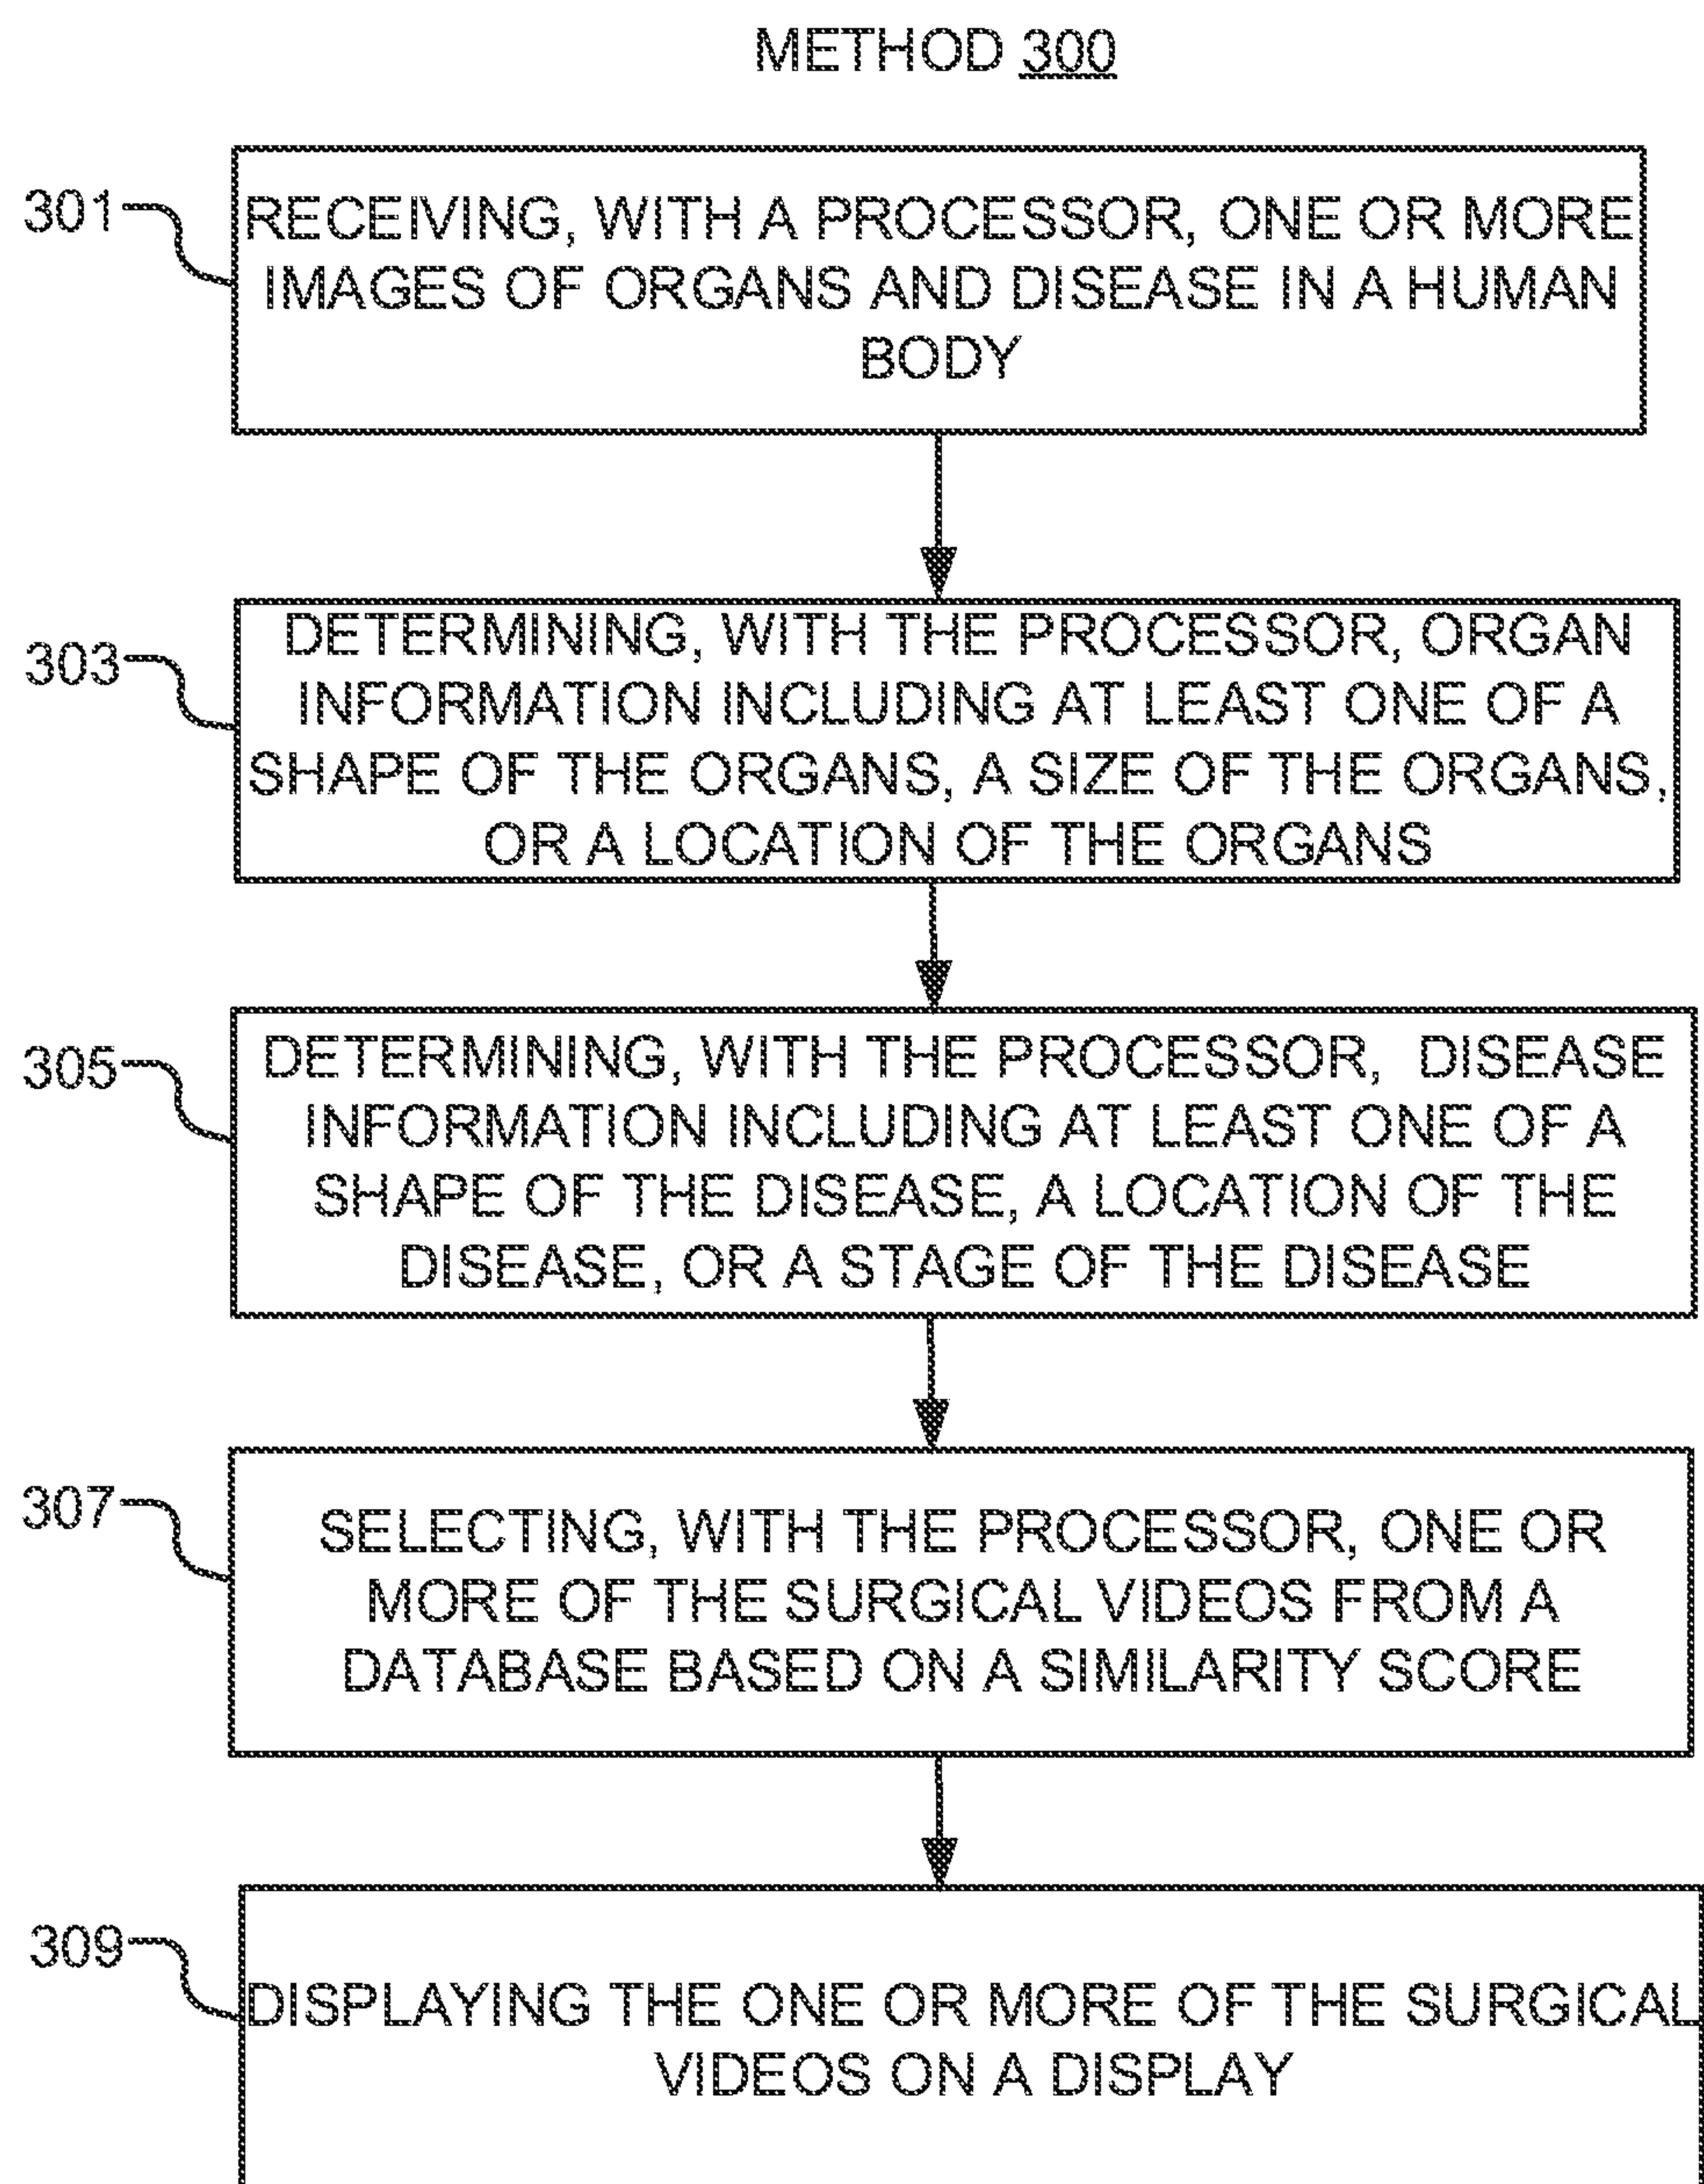 METHOD 300
301
RECEIVING, WITH A PROCESSOR, ONE OR MORE
IMAGES OF ORGANS AND DISEASE IN A HUMAN
BODY
303
DETERMINING, WITH THE PROCESSOR, ORGAN
INFORMATION INCLUDING AT LEAST ONE OF A
SHAPE OF THE ORGANS, A SIZE OF THE ORGANS,
OR A LOCATION OF THE ORGANS
305
DETERMINING, WITH THE PROCESSOR, DISEASE
INFORMATION INCLUDING AT LEAST ONE OF A
SHAPE OF THE DISEASE, A LOCATION OF THE
DISEASE, OR A STAGE OF THE DISEASE
307
SELECTING, WITH THE PROCESSOR, ONE OR
MORE OF THE SURGICAL VIDEOS FROM A
DATABASE BASED ON A SIMILARITY SCORE
309
DISPLAYING THE ONE OR MORE OF THE SURGICAL
VIDEOS ON A DISPLAY